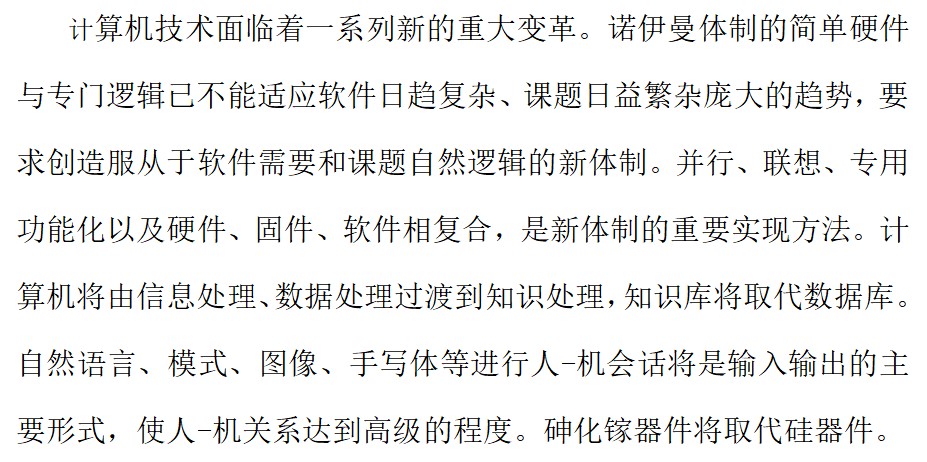 计算机技术面临着一系列新的重大变革。诺伊曼体制的简单硬件
与专门逻辑已不能适应软件日趋复杂、课题日益繁杂庞大的趋势，要
求创造服从于软件需要和课题自然逻辑的新体制。并行、联想、专用
功能化以及硬件、固件、软件相复合，是新体制的重要实现方法。计
算机将由信息处理、数据处理过渡到知识处理，知识库将取代数据库。
自然语言、模式、图像、手写体等进行人-机会话将是输入输出的主
要形式，使人-机关系达到高级的程度。砷化镓器件将取代硅器件。